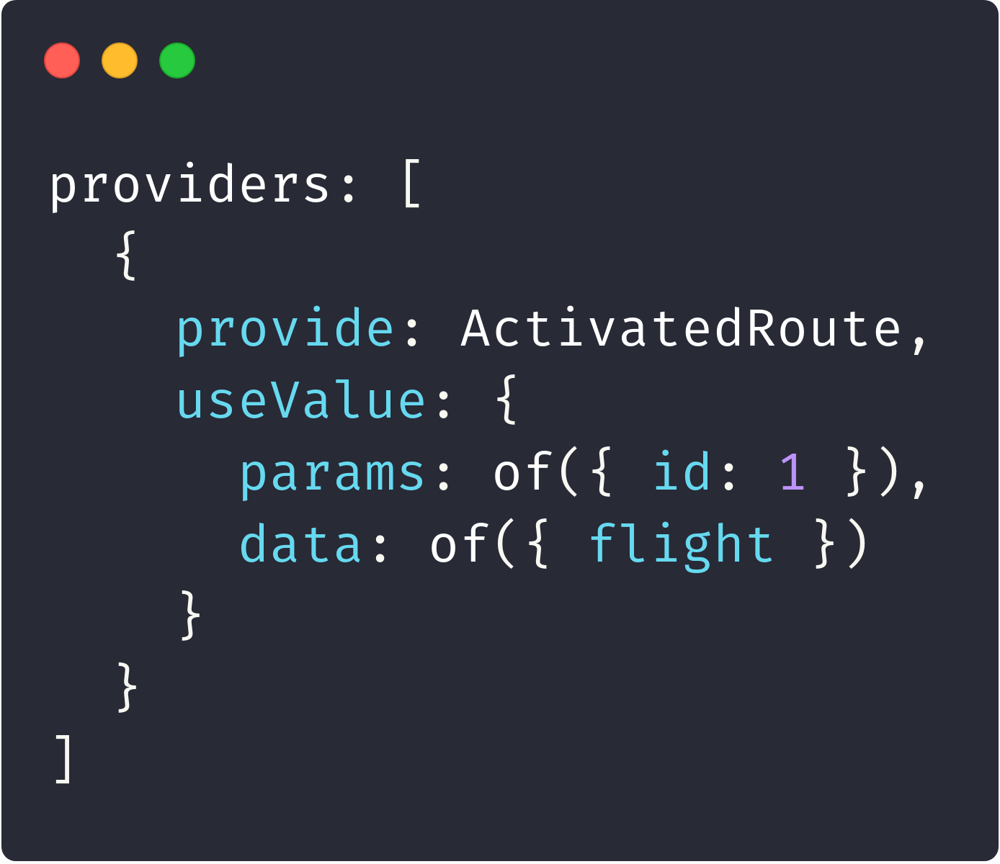 providers: [
  {
    provide: ActivatedRoute,
    useValue: {
      params: of({ id: 1 }),
      data: of({ flight })
    }
  }
]